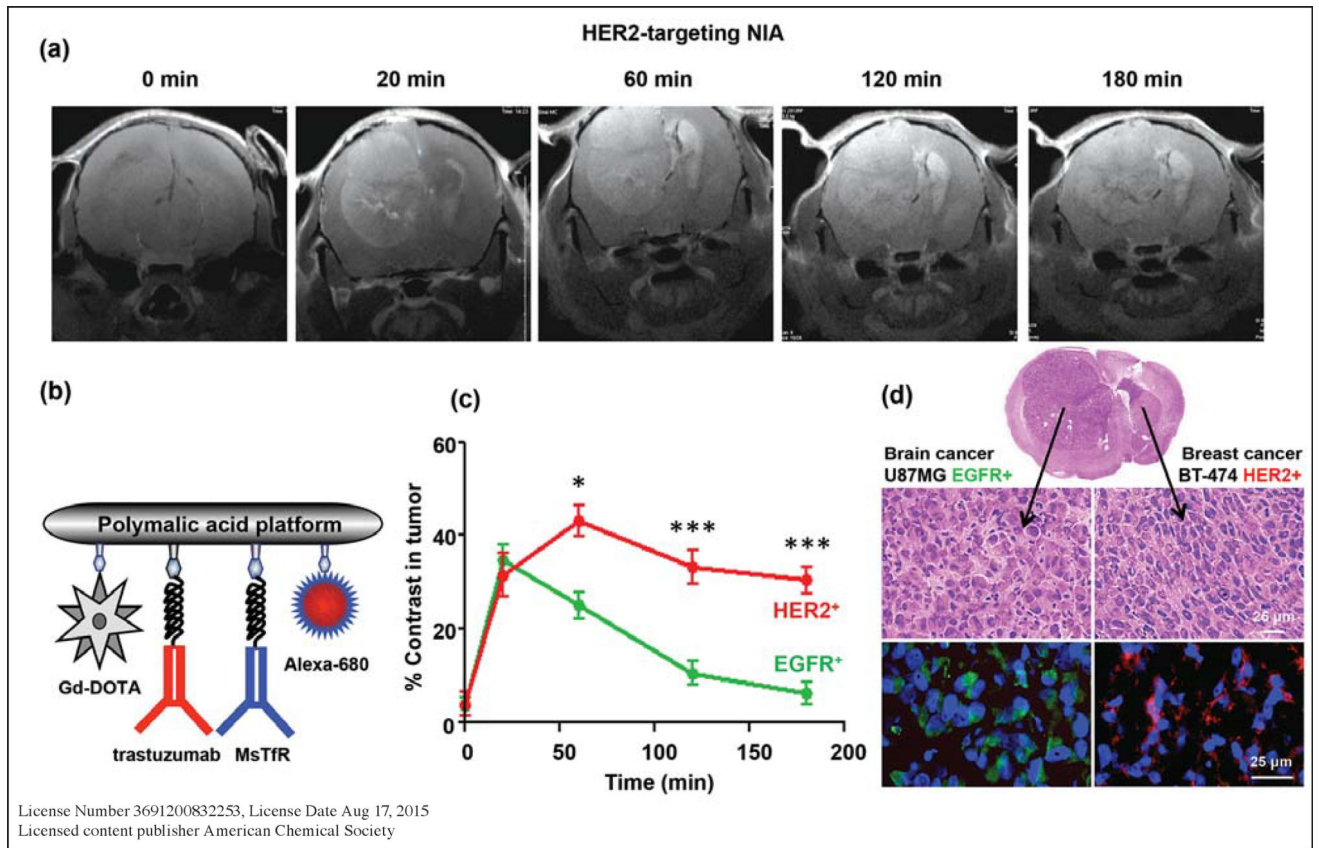 HER2-targeting NIA
(a)
0 min
20 min
60 min
120 min
180 min
(b)
Polymalic acid platform
Gd-DOTA
Alexa-680
trastuzumab
MsTfR
(c)
60
40
20
0
% Contrast in tumor
*
***
***
HER2⁺
EGFR⁺
0
50
100
150
200
Time (min)
(d)
Brain cancer
U87MG EGFR+
Breast cancer
BT-474 HER2+
25 μm
25 μm
License Number 3691200832253, License Date Aug 17, 2015
Licensed content publisher American Chemical Society